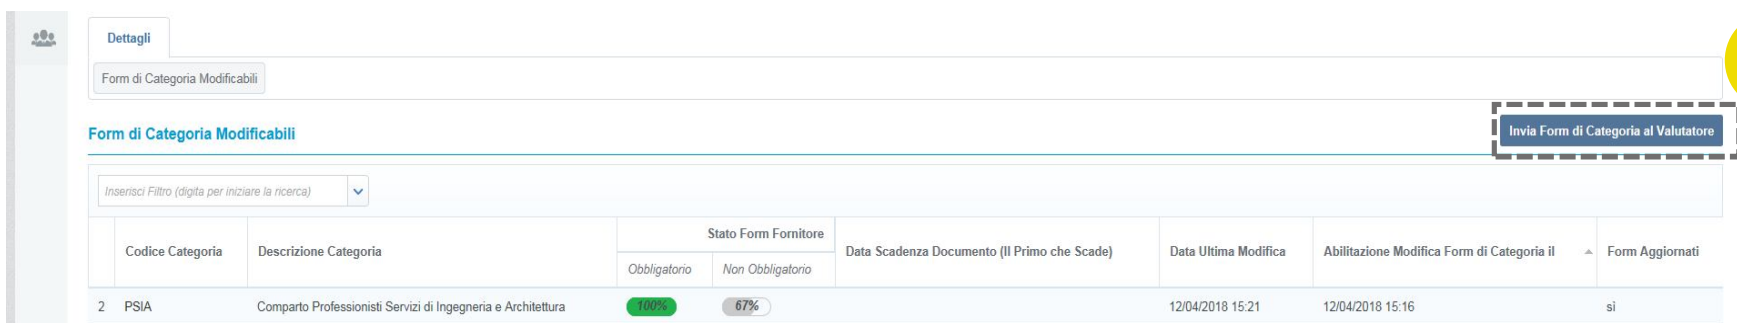 Dettagli
Form di Categoria Modificabili
Form di Categoria Modificabili
Invia Form di Categoria al Valutatore
Inserisci Filtro (digita per iniziare la ricerca)
Codice Categoria
Descrizione Categoria
Stato Form Fornitore
Obbligatorio
Non Obbligatorio
Data Scadenza Documento (Il Primo che Scade)
Data Ultima Modifica
Abilitazione Modifica Form di Categoria il
Form Aggiornati
2 PSIA Comparto Professionisti Servizi di Ingegneria e Architettura 100% 67% 12/04/2018 15:21 12/04/2018 15:16 sì